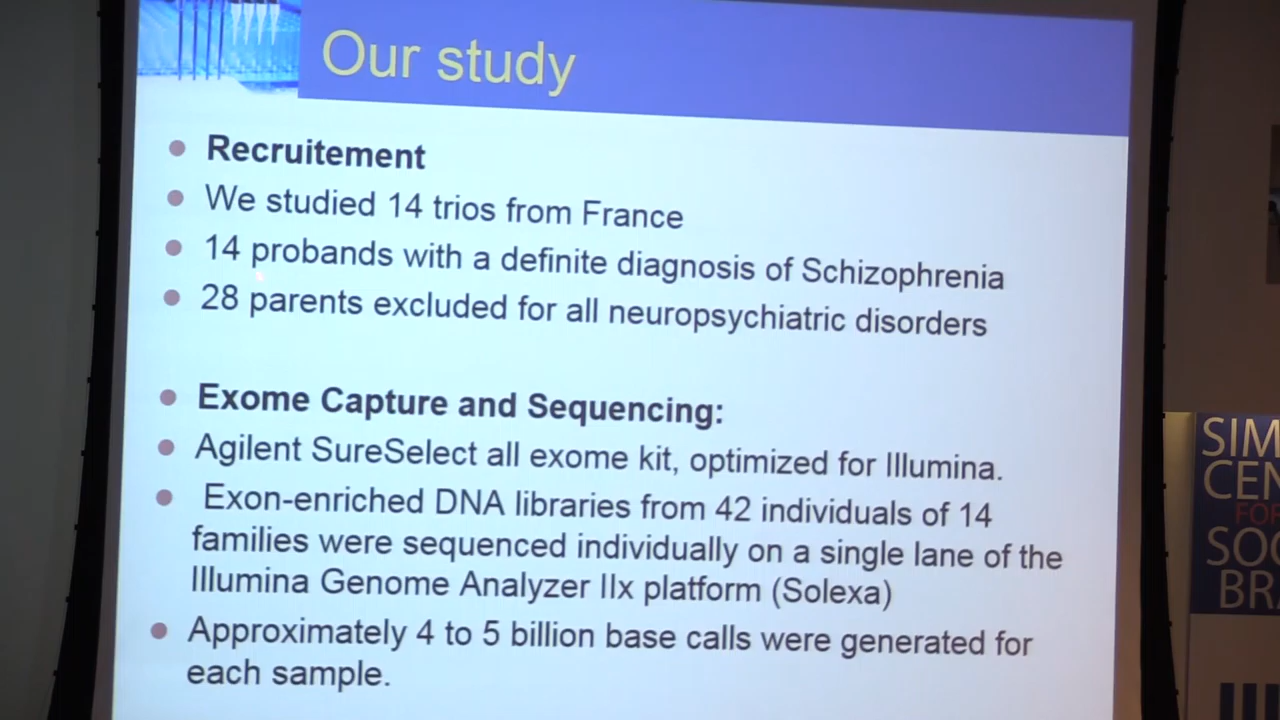 Our study
Recruitement
We studied 14 trios from France
14 probands with a definite diagnosis of Schizophrenia
28 parents excluded for all neuropsychiatric disorders
Exome Capture and Sequencing:
Agilent SureSelect all exome kit, optimized for Illumina.
Exon-enriched DNA libraries from 42 individuals of 14
families were sequenced individually on a single lane of the
Illumina Genome Analyzer IIx platform (Solexa)
Approximately 4 to 5 billion base calls were generated for
each sample.
SIM
CEN
FOR
SOC
BR